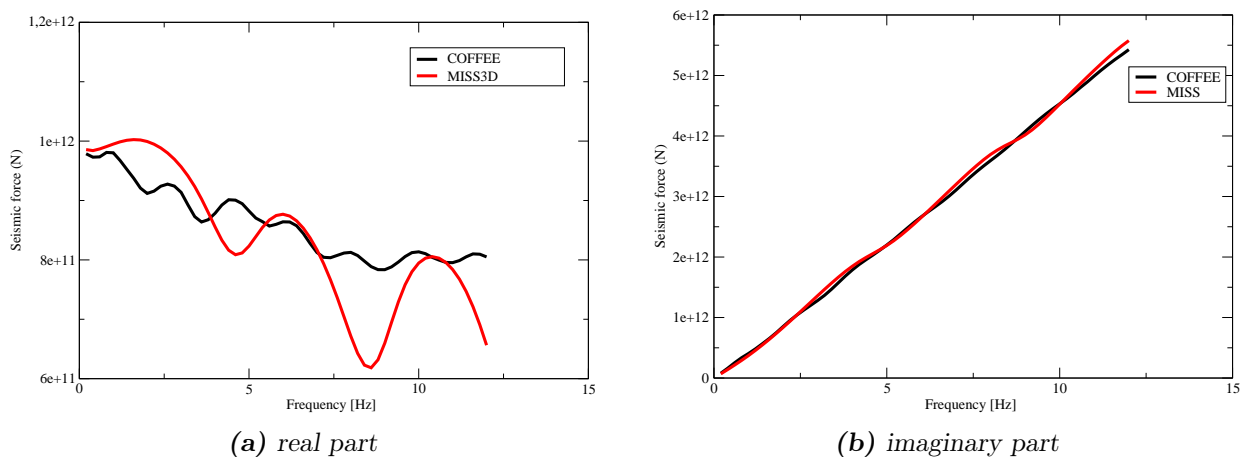 1,2e+12
1e+12
8e+11
6e+11
Seismic force (N)
0
5
10
15
Frequency [Hz]
COFFEE
MISS3D
(a) real part
6e+12
5e+12
4e+12
3e+12
2e+12
1e+12
0
Seismic force (N)
0
5
10
15
Frequency [Hz]
COFFEE
MISS
(b) imaginary part